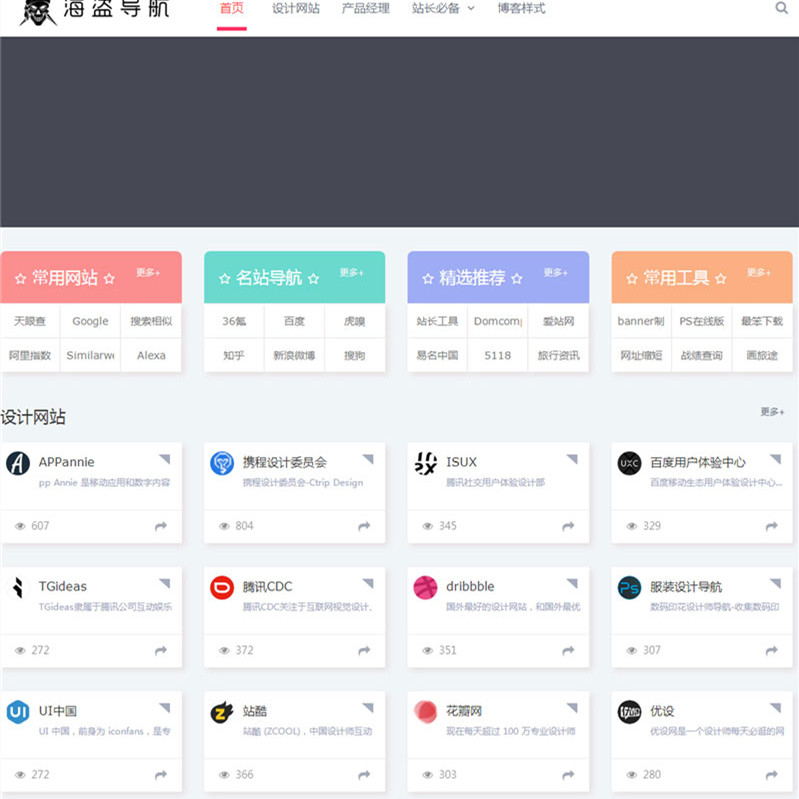 海盗导航 首页 设计网站 产品经理 站长必备 博客样式
常用网站 更多+ 名站导航 更多+ 精选推荐 更多+ 常用工具 更多+
天眼查 Google 搜索相似 36氪 百度 虎嗅 站长工具 Domcom 爱站网 banner制 PS在线版 最笨下载
阿里指数 Similarwe Alexa 知乎 新浪微博 搜狗 易名中国 5118 旅行资讯 网址缩短 战绩查询 画旅途
设计网站 更多+
APPannie 携程设计委员会 ISUX UXC 百度用户体验中心
pp Annie 是移动应用和数字内容 携程设计委员会-Ctrip Design 腾讯社交用户体验设计部 百度移动生态用户体验设计中心...
607 804 345 329
TGideas 腾讯CDC dribbble Ps 服装设计导航
TGideas隶属于腾讯公司互动娱乐 腾讯CDC关注于互联网视觉设计、 国外最好的设计网站，和国外最优 数码印花设计师导航-收集数码印
272 372 351 307
UI UI中国 站酷 花瓣网 优设
UI 中国，前身为 iconfans，是专 站酷 (ZCOOL)，中国设计师互动 现在每天超过 100 万专业设计师 优设网是一个设计师每天必逛的网
272 366 303 280